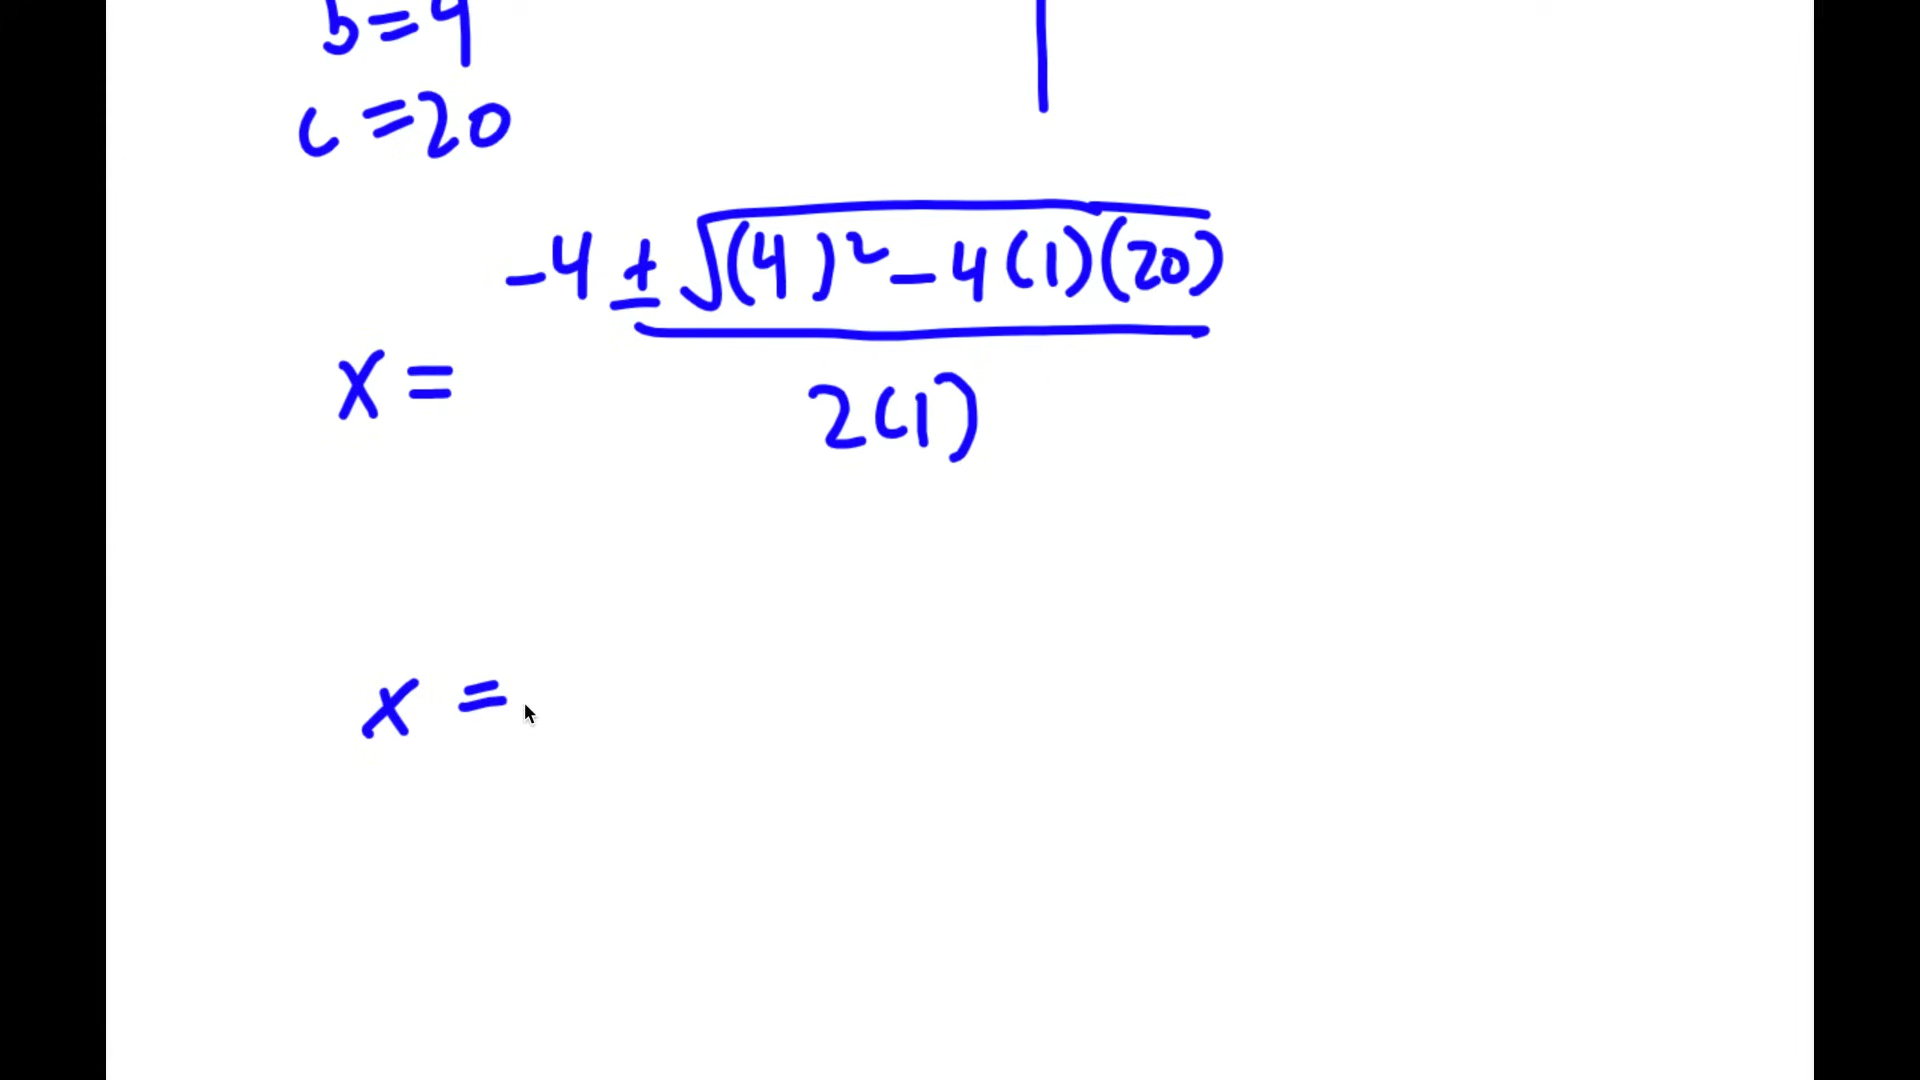 b=4
c=20
x = (-4 ± √((4)² - 4(1)(20))) / 2(1)
x =